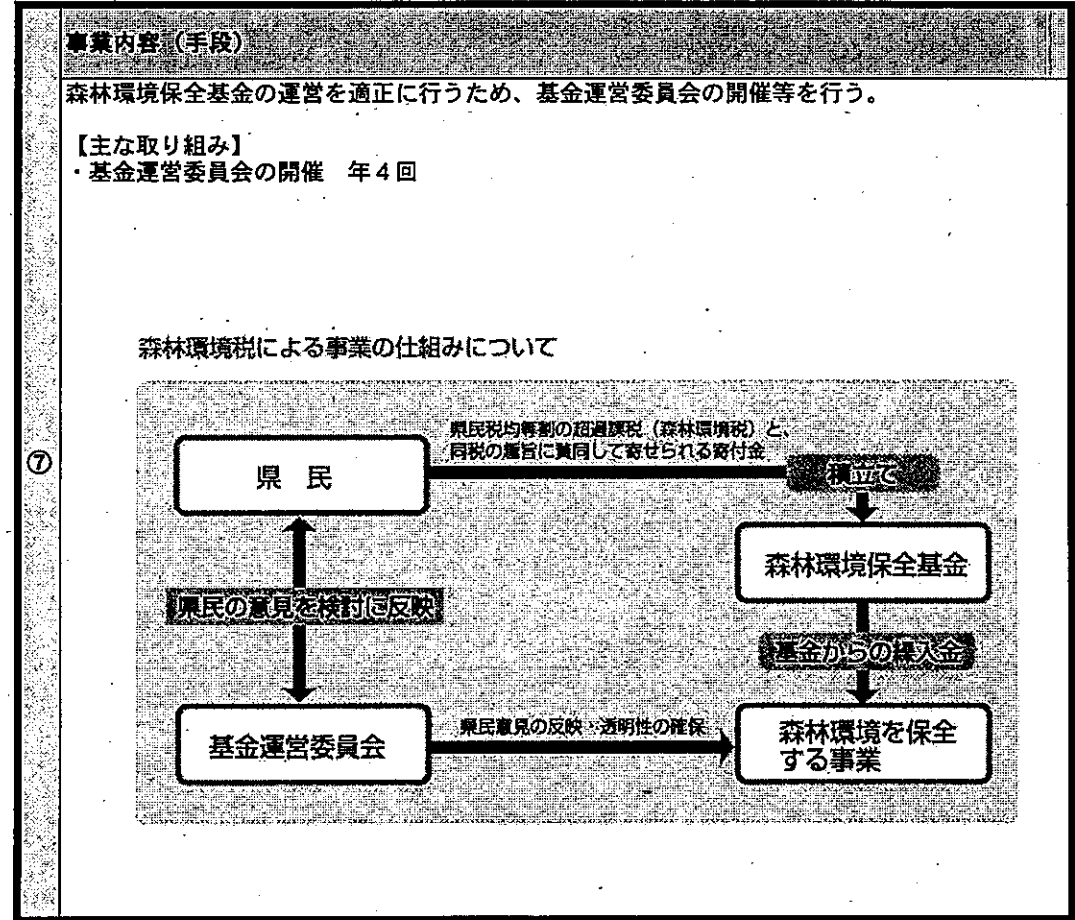 事業内容(手段)
森林環境保全基金の運営を適正に行うため、基金運営委員会の開催等を行う。
【主な取り組み】
・基金運営委員会の開催 年4回
森林環境税による事業の仕組みについて
⑦
県民税均等割の超過課税(森林環境税)と、
同税の趣旨に賛同して寄せられる寄付金
県 民
積立て
森林環境保全基金
県民の意見を検討に反映
基金からの繰入金
基金運営委員会
県民意見の反映・透明性の確保
森林環境を保全
する事業